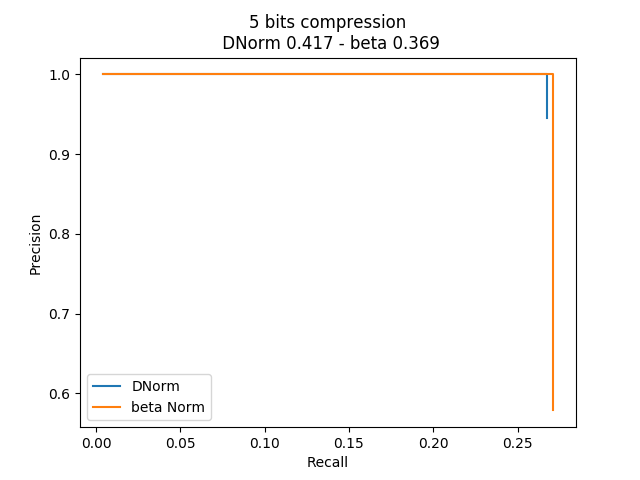 5 bits compression
DNorm 0.417 - beta 0.369
1.0
0.9
0.8
0.7
0.6
Precision
DNorm
beta Norm
0.00 0.05 0.10 0.15 0.20 0.25
Recall